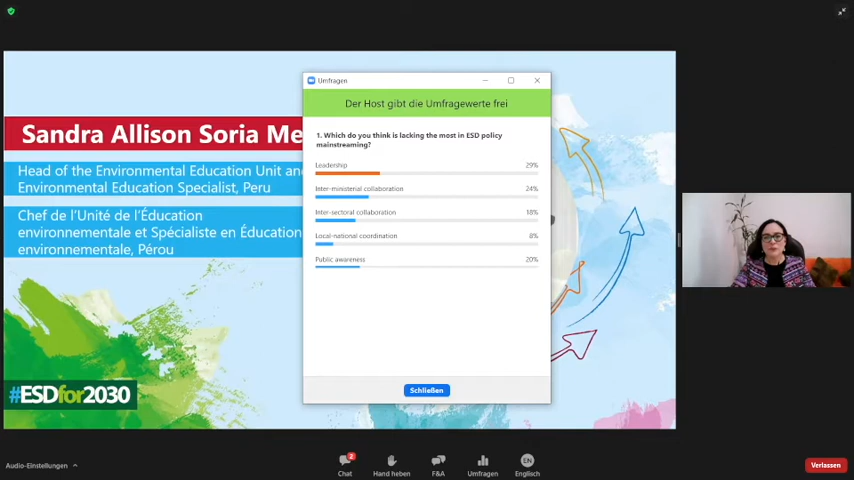 Umfragen
Der Host gibt die Umfragewerte frei
1. Which do you think is lacking the most in ESD policy
mainstreaming?
Leadership 29%
Inter-ministerial collaboration 24%
Inter-sectoral collaboration 18%
Local-national coordination 8%
Public awareness 20%
Schließen
Sandra Allison Soria Me
Head of the Environmental Education Unit and
Environmental Education Specialist, Peru
Chef de l'Unité de l'Éducation
environnementale et Spécialiste en Éducation
environnementale, Pérou
#ESDfor2030
Audio-Einstellungen
2
Chat
Hand heben
F&A
Umfragen
EN
Englisch
Verlassen